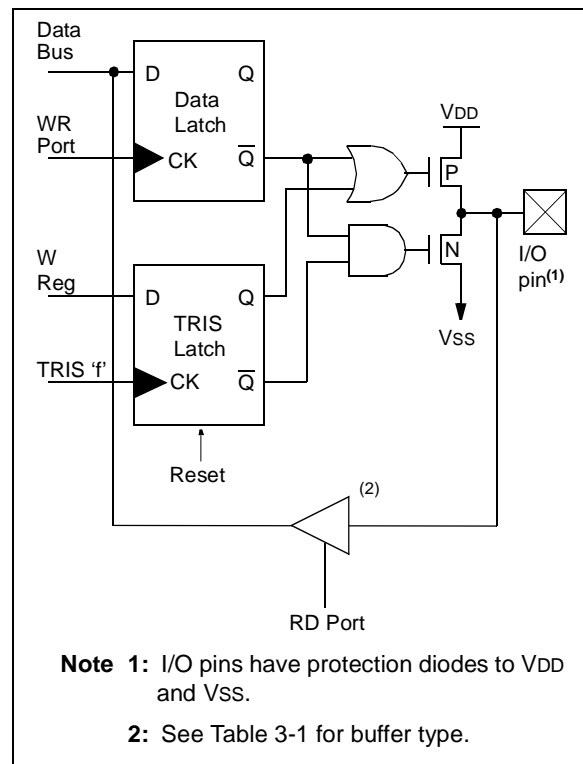 Data
Bus
D
Q
Data
Latch
WR
Port
CK
Q
VDD
P
W
Reg
D
Q
TRIS
Latch
N
I/O
pin(1)
VSS
TRIS ‘f’
CK
Q
Reset
(2)
RD Port
Note 1: I/O pins have protection diodes to VDD
and VSS.
2: See Table 3-1 for buffer type.